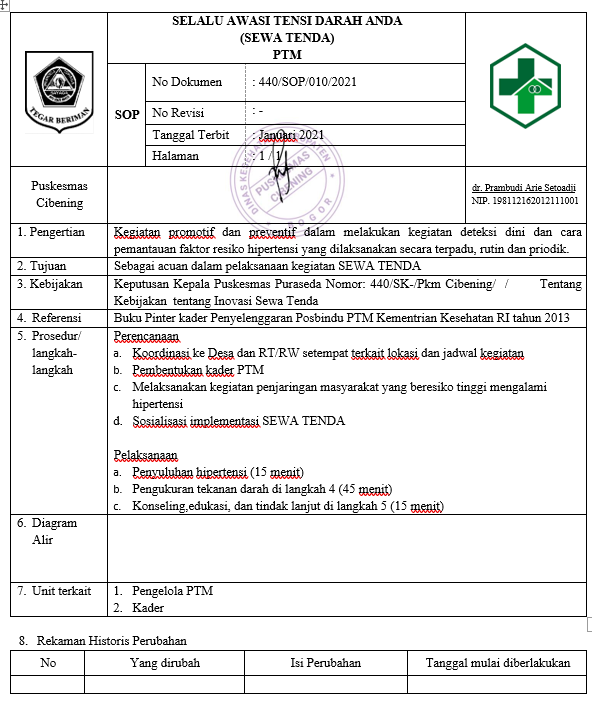 SELALU AWASI TENSI DARAH ANDA
(SEWA TENDA)
PTM
TEGAR BERIMAN
SOP
No Dokumen : 440/SOP/010/2021
No Revisi : -
Tanggal Terbit : Januari 2021
Halaman : 1 / 1
DINAS KESEHATAN KABUPATEN BOGOR
PUSKESMAS
CIBENING
Puskesmas
Cibening
dr. Prambudi Arie Setoadji
NIP. 198112162012111001
1. Pengertian
Kegiatan promotif dan preventif dalam melakukan kegiatan deteksi dini dan cara
pemantauan faktor resiko hipertensi yang dilaksanakan secara terpadu, rutin dan priodik.
2. Tujuan
Sebagai acuan dalam pelaksanaan kegiatan SEWA TENDA
3. Kebijakan
Keputusan Kepala Puskesmas Puraseda Nomor: 440/SK-/Pkm Cibening/ / Tentang
Kebijakan tentang Inovasi Sewa Tenda
4. Referensi
Buku Pinter kader Penyelenggaran Posbindu PTM Kementrian Kesehatan RI tahun 2013
5. Prosedur/
langkah-
langkah
Perencanaan
a. Koordinasi ke Desa dan RT/RW setempat terkait lokasi dan jadwal kegiatan
b. Pembentukan kader PTM
c. Melaksanakan kegiatan penjaringan masyarakat yang beresiko tinggi mengalami
hipertensi
d. Sosialisasi implementasi SEWA TENDA
Pelaksanaan
a. Penyuluhan hipertensi (15 menit)
b. Pengukuran tekanan darah di langkah 4 (45 menit)
c. Konseling,edukasi, dan tindak lanjut di langkah 5 (15 menit)
6. Diagram
Alir
7. Unit terkait
1. Pengelola PTM
2. Kader
8. Rekaman Historis Perubahan
No Yang dirubah Isi Perubahan Tanggal mulai diberlakukan